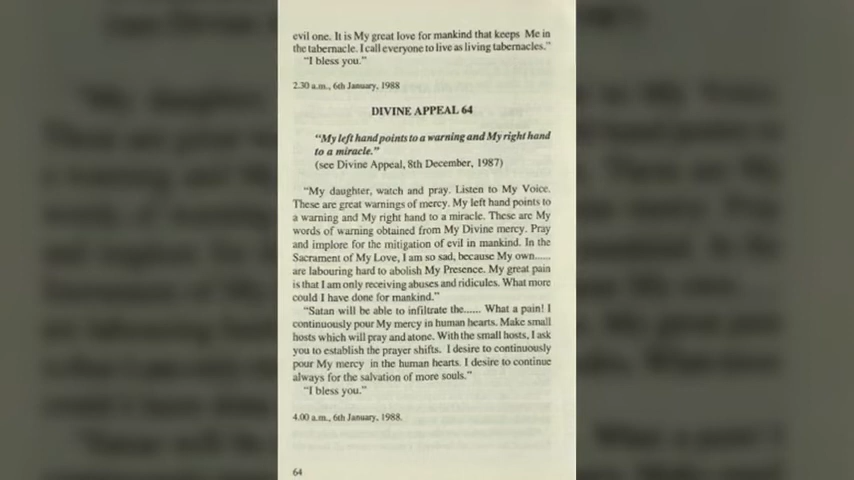 evil one. It is My great love for mankind that keeps Me in
the tabernacle. I call everyone to live as living tabernacles."
"I bless you."
2.30 a.m., 6th January, 1988
DIVINE APPEAL 64
"My left hand points to a warning and My right hand
to a miracle."
(see Divine Appeal, 8th December, 1987)
"My daughter, watch and pray. Listen to My Voice.
These are great warnings of mercy. My left hand points to
a warning and My right hand to a miracle. These are My
words of warning obtained from My Divine mercy. Pray
and implore for the mitigation of evil in mankind. In the
Sacrament of My Love, I am so sad, because My own......
are labouring hard to abolish My Presence. My great pain
is that I am only receiving abuses and ridicules. What more
could I have done for mankind."
"Satan will be able to infiltrate the...... What a pain! I
continuously pour My mercy in human hearts. Make small
hosts which will pray and atone. With the small hosts, I ask
you to establish the prayer shifts. I desire to continuously
pour My mercy in the human hearts. I desire to continue
always for the salvation of more souls."
"I bless you."
4.00 a.m., 6th January, 1988.
64